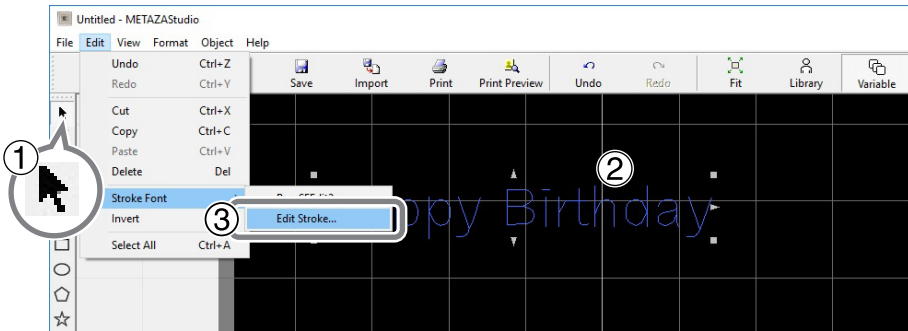 Untitled - METAZAStudio
File Edit View Format Object Help
Undo Ctrl+Z
Redo Ctrl+Y
Cut Ctrl+X
Copy Ctrl+C
Paste Ctrl+V
Delete Del
Stroke Font
Invert
Select All Ctrl+A
Save Import Print Print Preview Undo Redo Fit Library Variable
Edit Stroke...
ppy Birthday
1
2
3